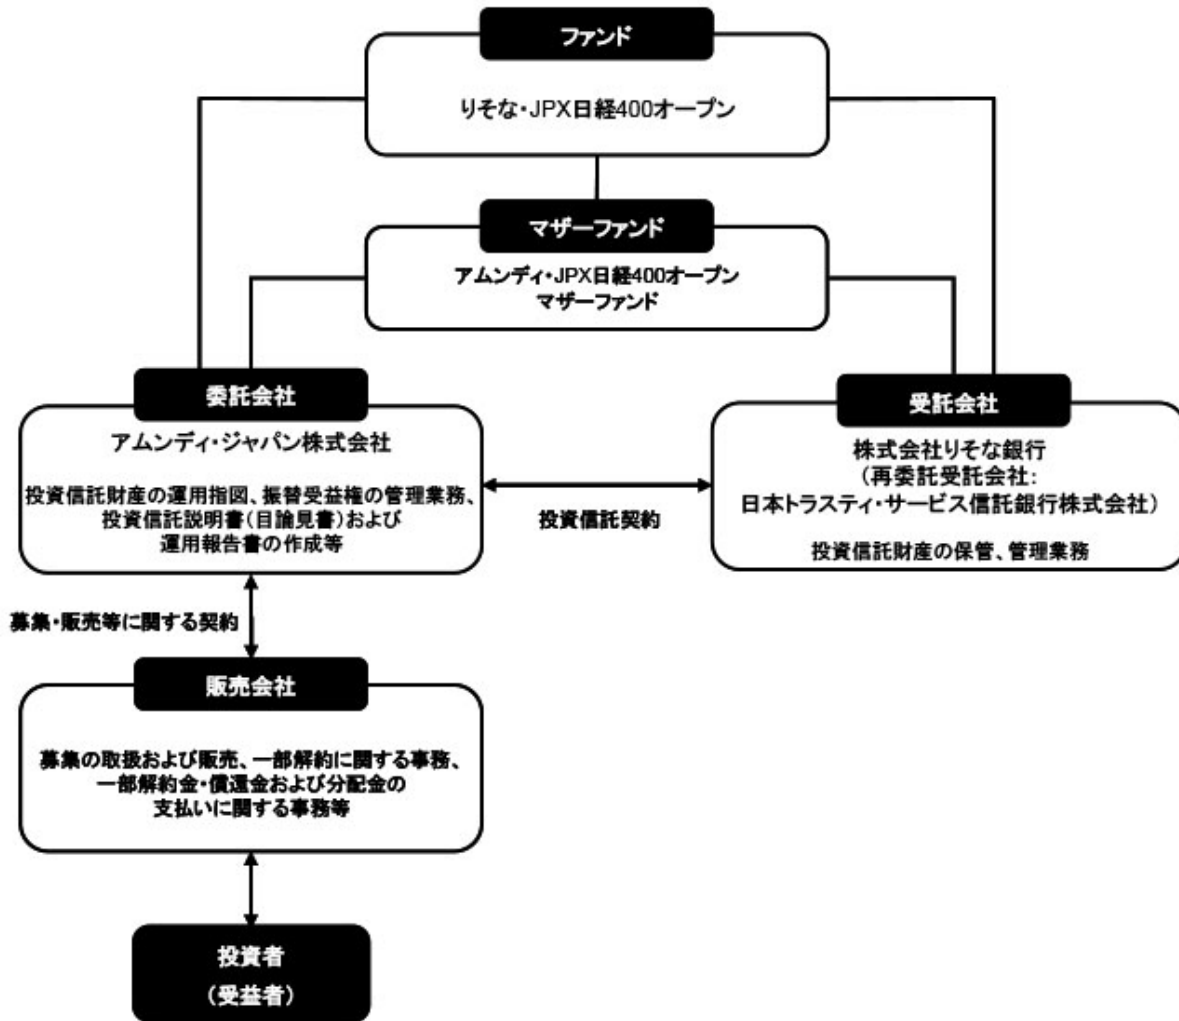 ファンド
りそな・JPX日経400オープン
マザーファンド
アムンディ・JPX日経400オープン
マザーファンド
委託会社
アムンディ・ジャパン株式会社
投資信託財産の運用指図、振替受益権の管理業務、
投資信託説明書(目論見書)および
運用報告書の作成等
投資信託契約
受託会社
株式会社りそな銀行
(再委託受託会社:
日本トラスティ・サービス信託銀行株式会社)
投資信託財産の保管、管理業務
募集・販売等に関する契約
販売会社
募集の取扱および販売、一部解約に関する事務、
一部解約金・償還金および分配金の
支払いに関する事務等
投資者
(受益者)